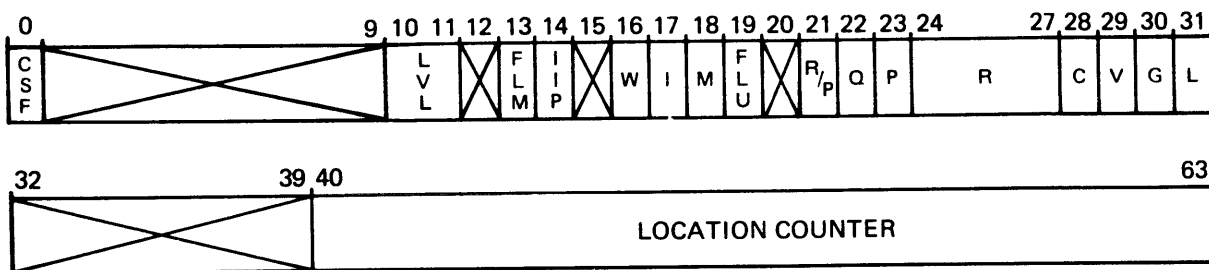 0 9 10 11 12 13 14 15 16 17 18 19 20 21 22 23 24 27 28 29 30 31
CSF LVL FLM IIP W I M FLU R/P Q P R C V G L
32 39 40 63
LOCATION COUNTER